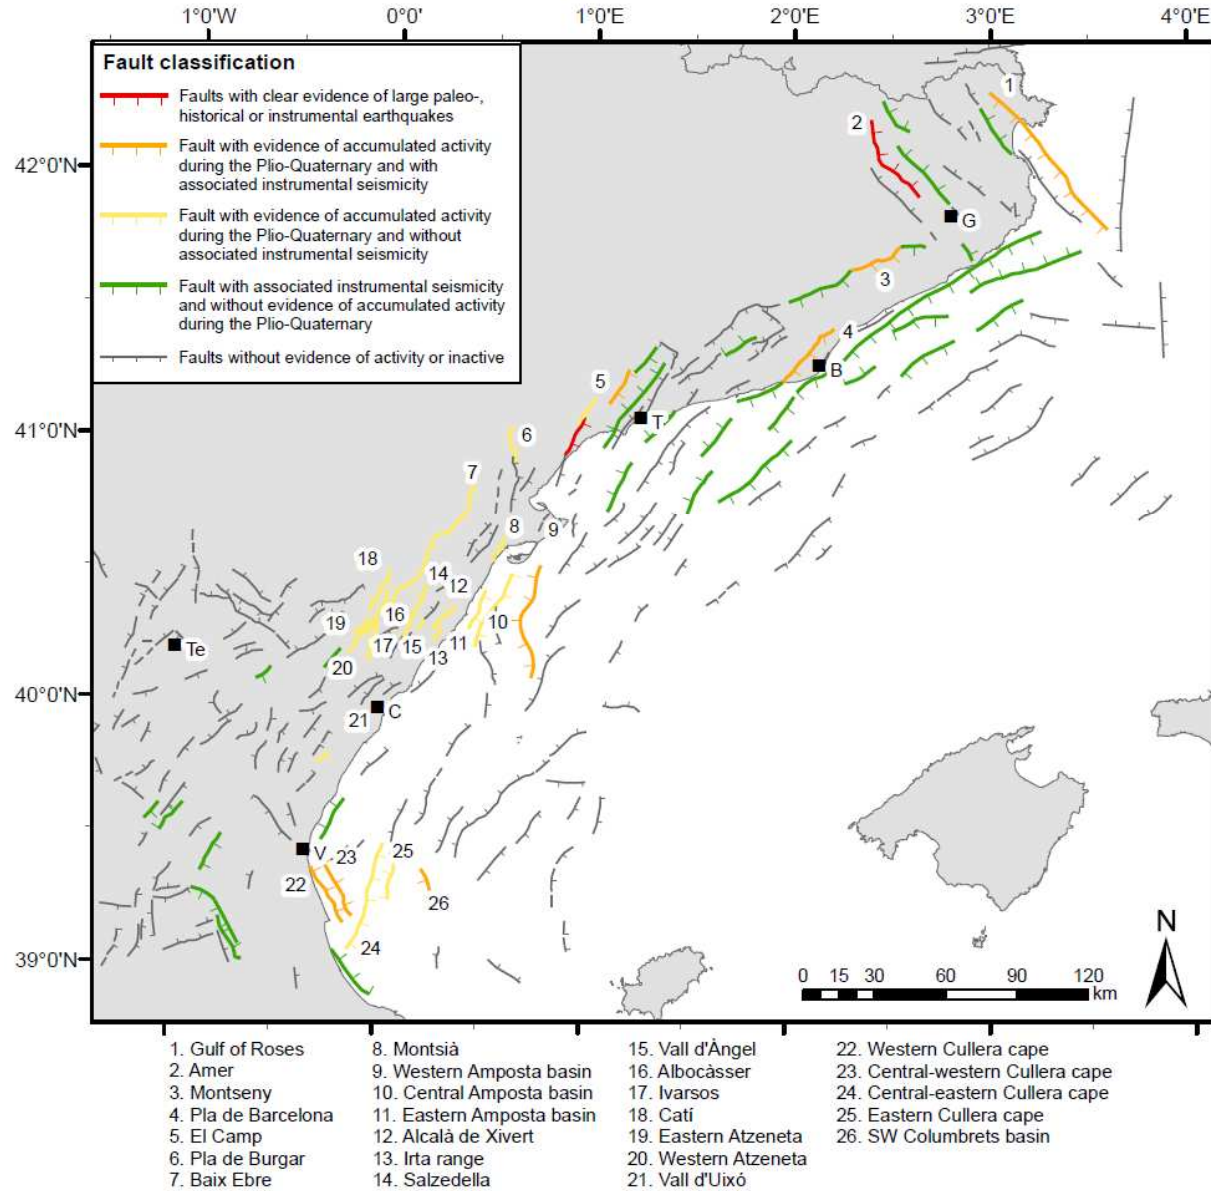 1°0'W 0°0' 1°0'E 2°0'E 3°0'E 4°0'E
Fault classification
Faults with clear evidence of large paleo-,
historical or instrumental earthquakes
Fault with evidence of accumulated activity
during the Plio-Quaternary and with
associated instrumental seismicity
Fault with evidence of accumulated activity
during the Plio-Quaternary and without
associated instrumental seismicity
Fault with associated instrumental seismicity
and without evidence of accumulated activity
during the Plio-Quaternary
Faults without evidence of activity or inactive
42°0'N
41°0'N
40°0'N
39°0'N
1
2
G
3
4
B
5
T
6
7
8
9
18
14
12
16
10
19
17
15
11
13
Te
20
21
C
V
23
25
22
26
24
N
0 15 30 60 90 120
km
1. Gulf of Roses
2. Amer
3. Montseny
4. Pla de Barcelona
5. El Camp
6. Pla de Burgar
7. Baix Ebre
8. Montsià
9. Western Amposta basin
10. Central Amposta basin
11. Eastern Amposta basin
12. Alcalà de Xivert
13. Irta range
14. Salzedella
15. Vall d'Àngel
16. Albocàsser
17. Ivarsos
18. Catí
19. Eastern Atzeneta
20. Western Atzeneta
21. Vall d'Uixó
22. Western Cullera cape
23. Central-western Cullera cape
24. Central-eastern Cullera cape
25. Eastern Cullera cape
26. SW Columbrets basin